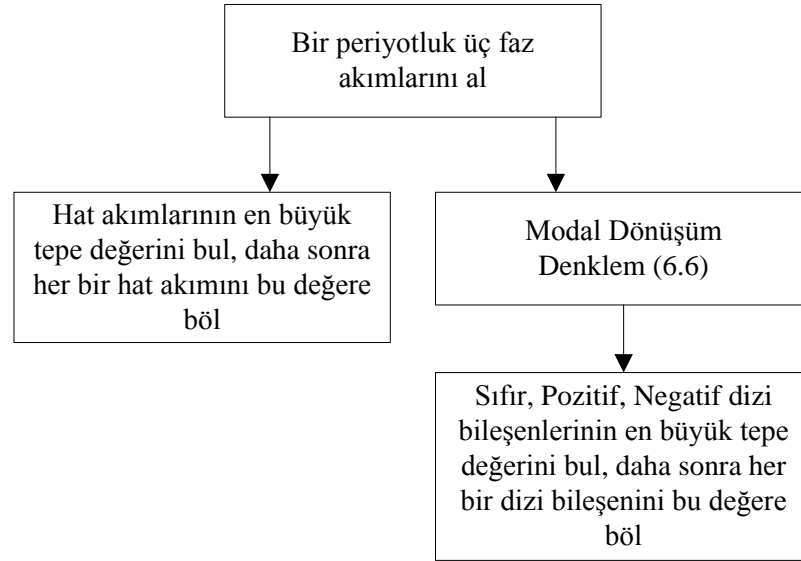 Bir periyotluk üç faz
akımlarını al
Hat akımlarının en büyük
tepe değerini bul, daha sonra
her bir hat akımını bu değere
böl
Modal Dönüşüm
Denklem (6.6)
Sıfır, Pozitif, Negatif dizi
bileşenlerinin en büyük tepe
değerini bul, daha sonra her
bir dizi bileşenini bu değere
böl